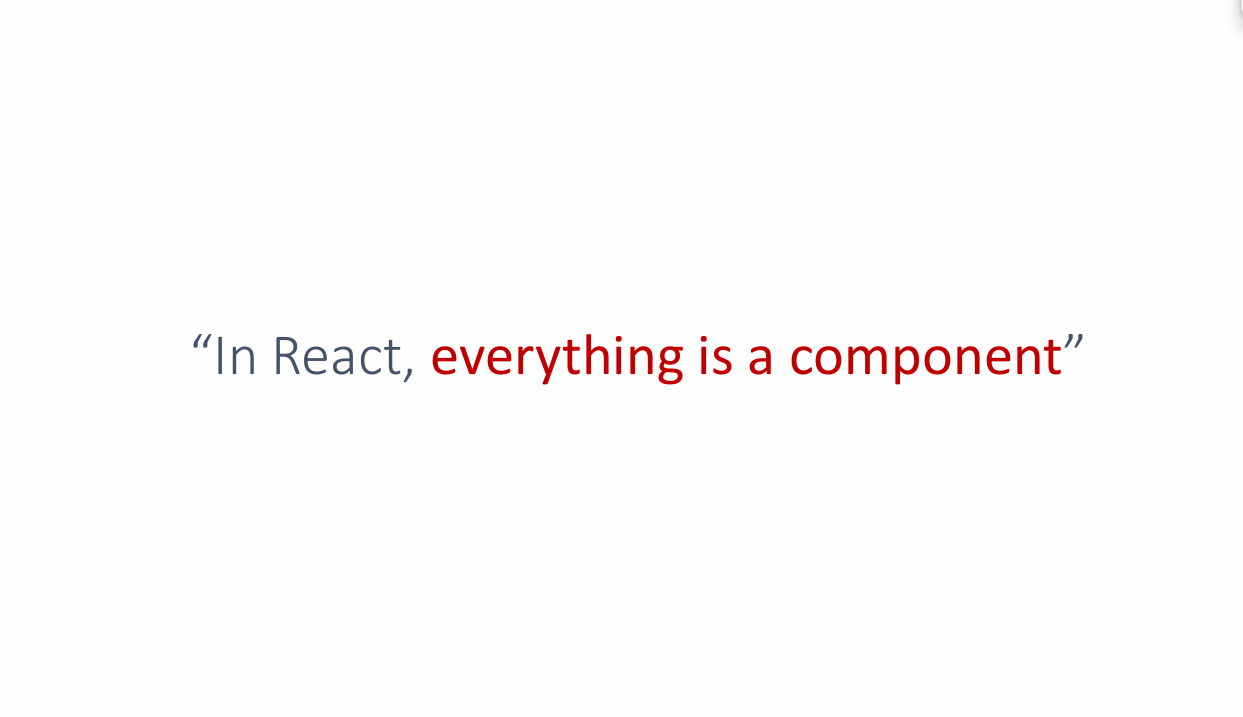 “In React, everything is a component”